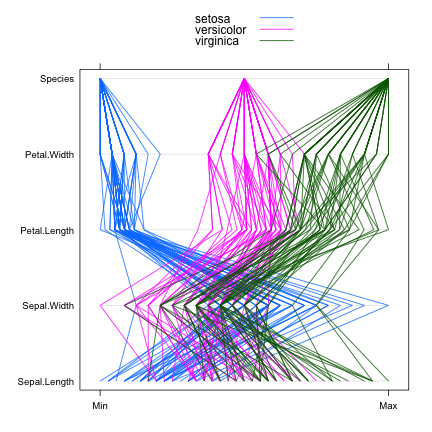 setosa
versicolor
virginica
Species
Petal.Width
Petal.Length
Sepal.Width
Sepal.Length
Min Max